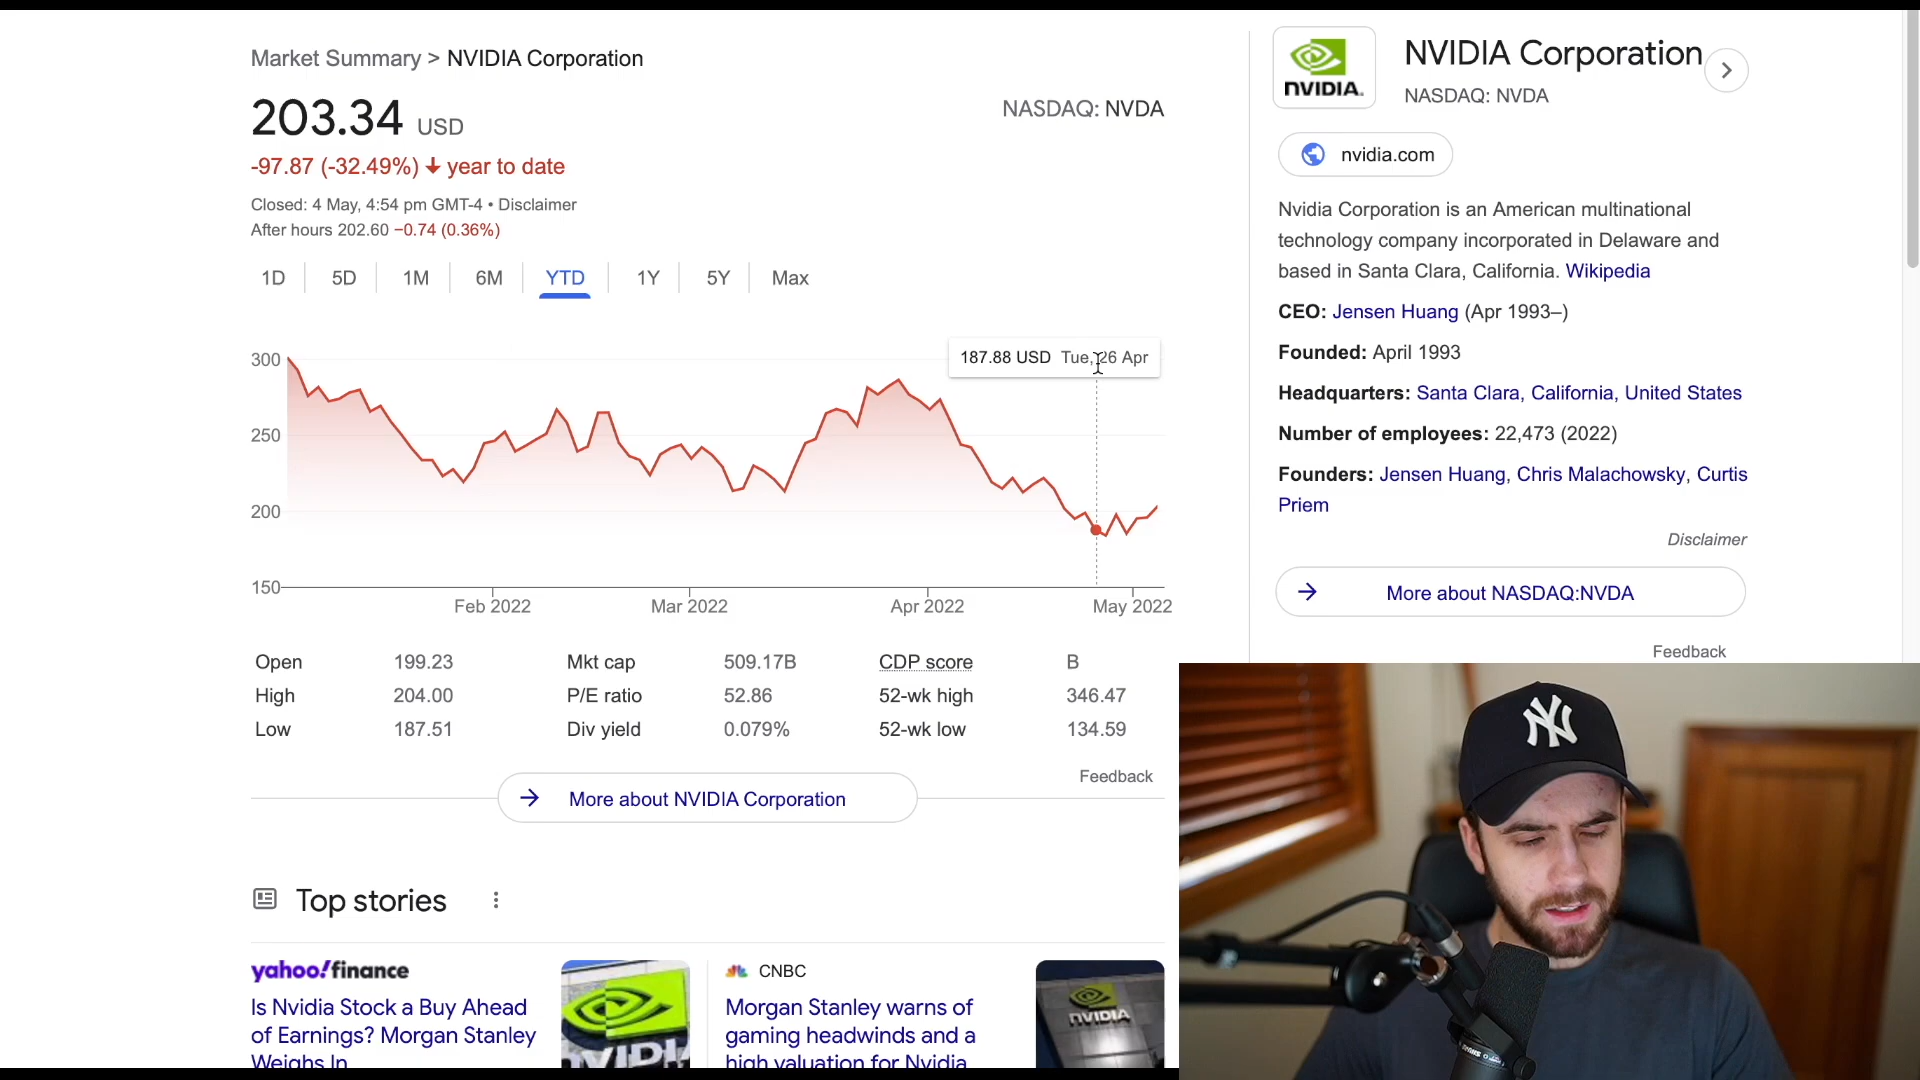 Market Summary > NVIDIA Corporation
203.34 USD
NASDAQ: NVDA
-97.87 (-32.49%) ↓ year to date
Closed: 4 May, 4:54 pm GMT-4 • Disclaimer
After hours 202.60 −0.74 (0.36%)
1D 5D 1M 6M YTD 1Y 5Y Max
187.88 USD Tue, 26 Apr
300
250
200
150
Feb 2022 Mar 2022 Apr 2022 May 2022
Open 199.23 Mkt cap 509.17B CDP score B
High 204.00 P/E ratio 52.86 52-wk high 346.47
Low 187.51 Div yield 0.079% 52-wk low 134.59
Feedback
More about NVIDIA Corporation
Top stories
yahoo!finance
Is Nvidia Stock a Buy Ahead
of Earnings? Morgan Stanley
Weighs In
NVIDI
CNBC
Morgan Stanley warns of
gaming headwinds and a
high valuation for Nvidia
NVIDIA
NVIDIA.
NVIDIA Corporation
NASDAQ: NVDA
nvidia.com
Nvidia Corporation is an American multinational
technology company incorporated in Delaware and
based in Santa Clara, California. Wikipedia
CEO: Jensen Huang (Apr 1993–)
Founded: April 1993
Headquarters: Santa Clara, California, United States
Number of employees: 22,473 (2022)
Founders: Jensen Huang, Chris Malachowsky, Curtis
Priem
Disclaimer
More about NASDAQ:NVDA
Feedback
NY